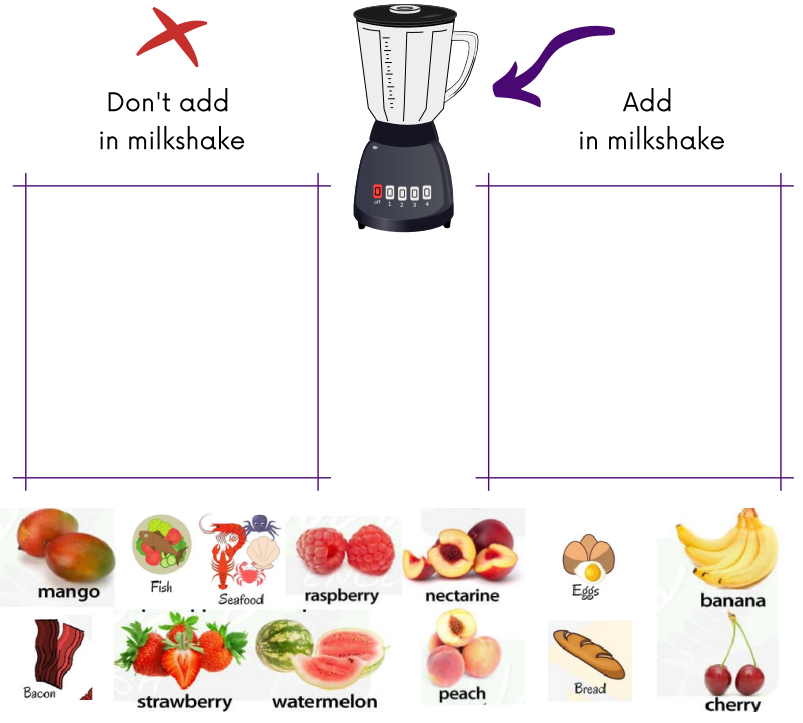 Don't add
in milkshake
Add
in milkshake
off 1 2 3 4
mango
Fish
Seafood
raspberry
nectarine
Eggs
banana
Bacon
strawberry
watermelon
peach
Bread
cherry